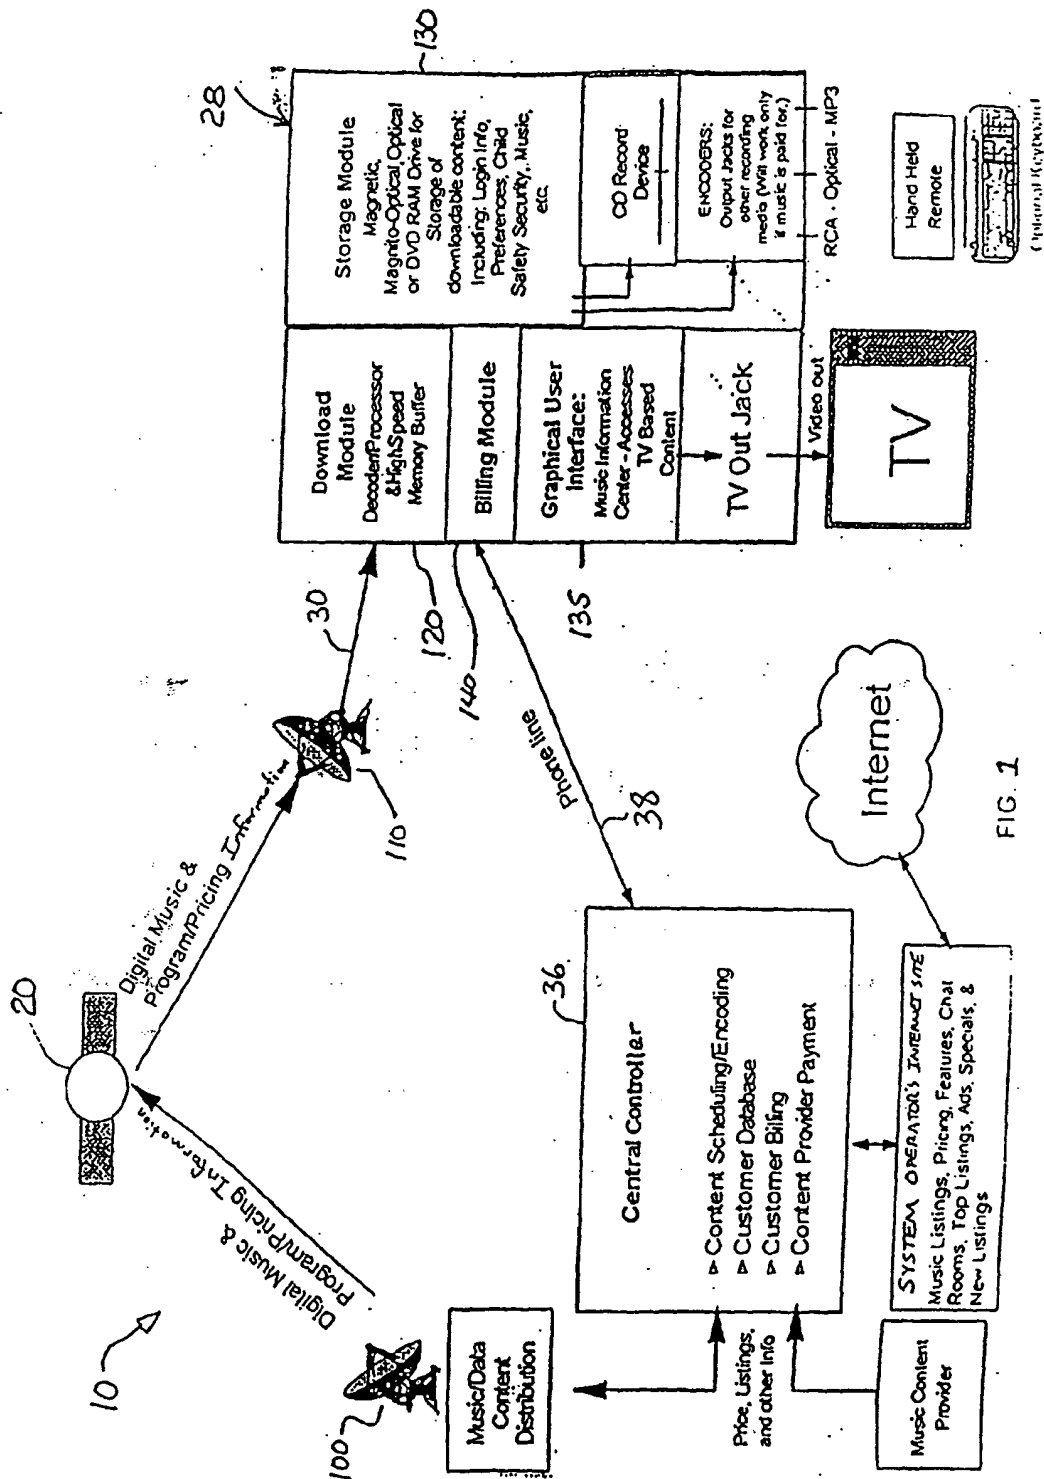 10
20
Digital Music &
Program/Pricing Information
Digital Music &
Program/Pricing Information
100
110
30
28
130
Music/Data
Content
Distribution
Download
Module
Decoder/Processor
&HighSpeed
Memory Buffer
120
140
Billing Module
Graphical User
Interface:
Music Information
Center - Accesses
TV Based
Content
135
TV Out Jack
Video out
TV
Storage Module
Magnetic,
Magnito-Optical, Optical
or DVD RAM Drive for
Storage of
downloadable content:
Including: Login Info,
Preferences, Child
Safety Security, Music,
etc.
CD Record
Device
ENCODERS:
Output Jacks for
other recording
media (Will work only
if music is paid for.)
RCA - Optical - MP3
Hand Held
Remote
Optional Keyboard
Phone line
38
36
Central Controller
▹ Content Scheduling/Encoding
▹ Customer Database
▹ Customer Billing
▹ Content Provider Payment
Price, Listings,
and other Info
Music Content
Provider
SYSTEM OPERATOR'S INTERNET SITE
Music Listings, Pricing, Features, Chat
Rooms, Top Listings, Ads, Specials, &
New Listings
Internet
FIG. 1